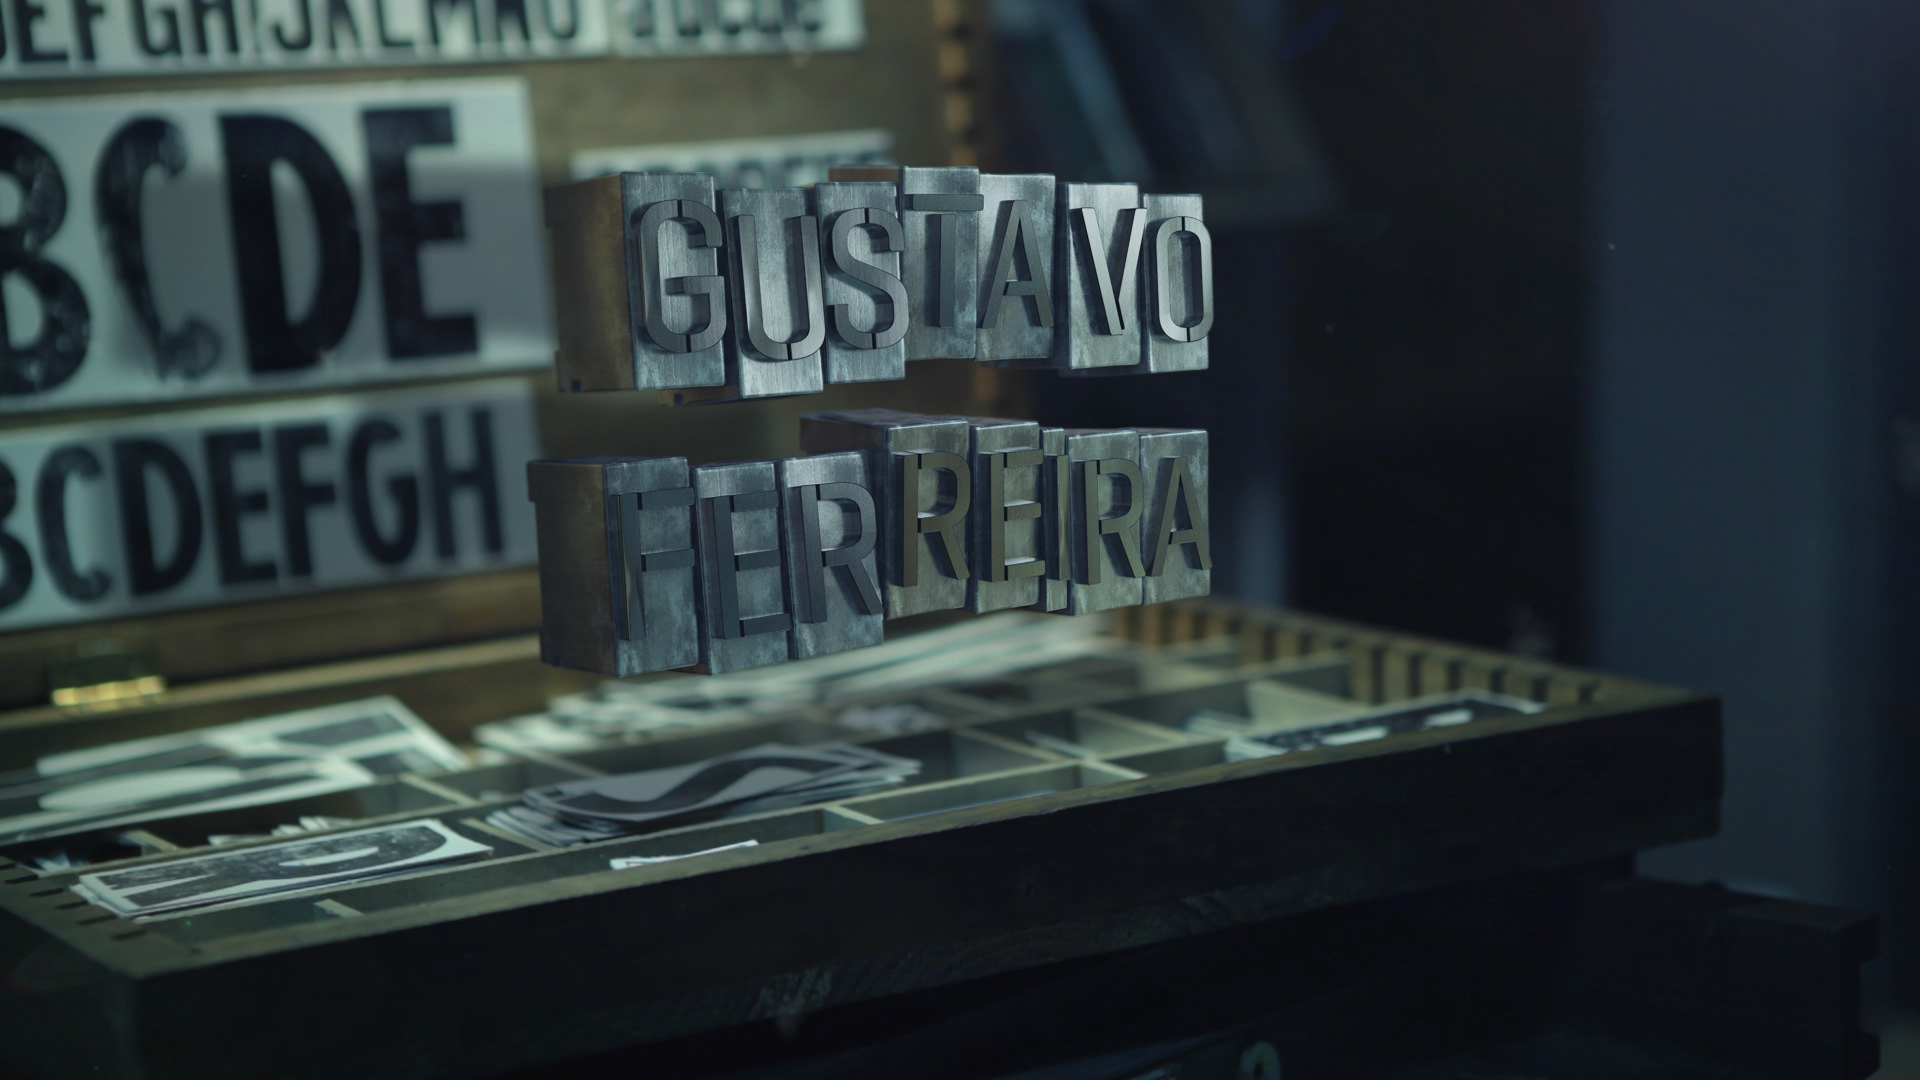 GUSTAVO
FERREIRA
BCDE
BCDEFGH